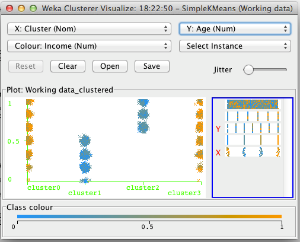 Weka Clusterer Visualize: 18:22:50 – SimpleKMeans (Working data)
X: Cluster (Nom)
Y: Age (Num)
Colour: Income (Num)
Select Instance
Reset
Clear
Open
Save
Jitter
Plot: Working data_clustered
1
0.5
0
cluster0
cluster1
cluster2
cluster3
Y
X
Class colour
0
0.5
1